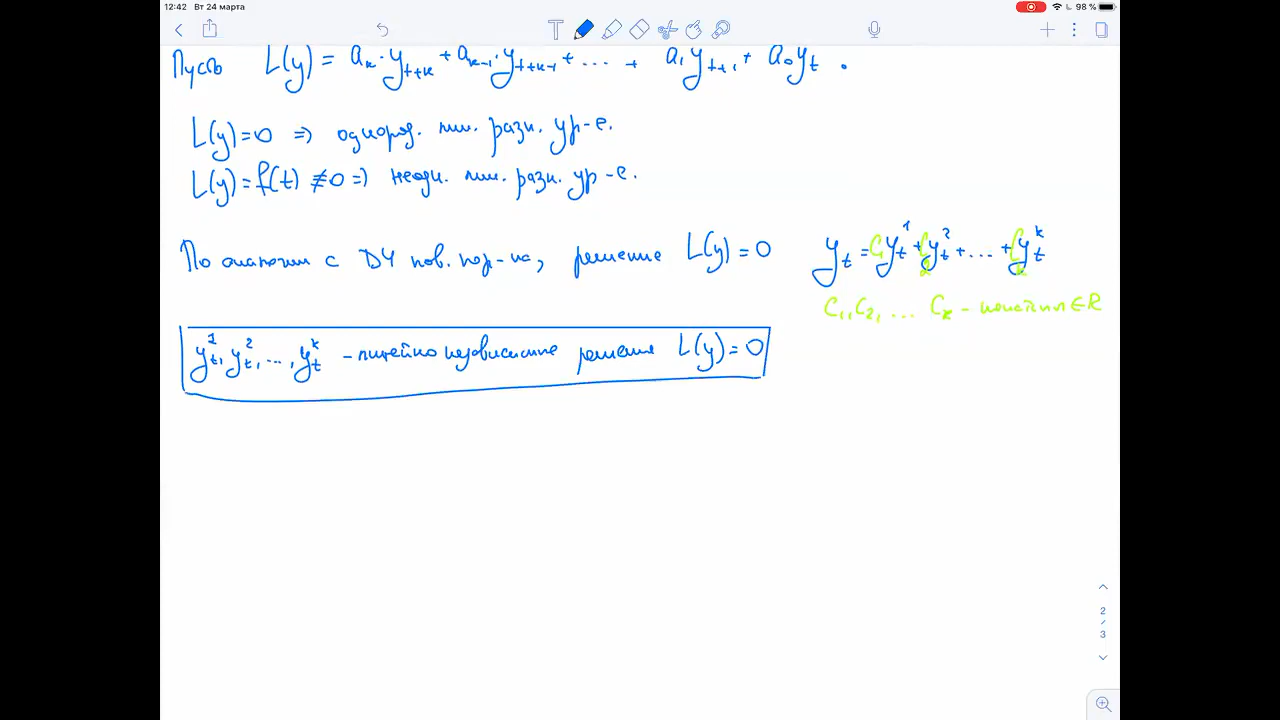 12:42 Вт 24 марта 98 %
Пусть L(y) = aₖ·yₜ₊ₖ + aₖ₋₁·yₜ₊ₖ₋₁ + ... + a₁yₜ₊₁ + a₀yₜ.
L(y)=0 ⇒ однород. лин. разн. ур-е.
L(y)=f(t) ≢ 0 ⇒ неодн. лин. разн. ур-е.
По аналогии с ДУ пов. пор-ка, решение L(y)=0 yₜ = C₁yₜ¹ + C₂yₜ² + ... + Cₖyₜᵏ
C₁, C₂, ... Cₖ – константы ∈ R
yₜ¹, yₜ², ..., yₜᵏ – линейно независимые решения L(y)=0
2
/
3